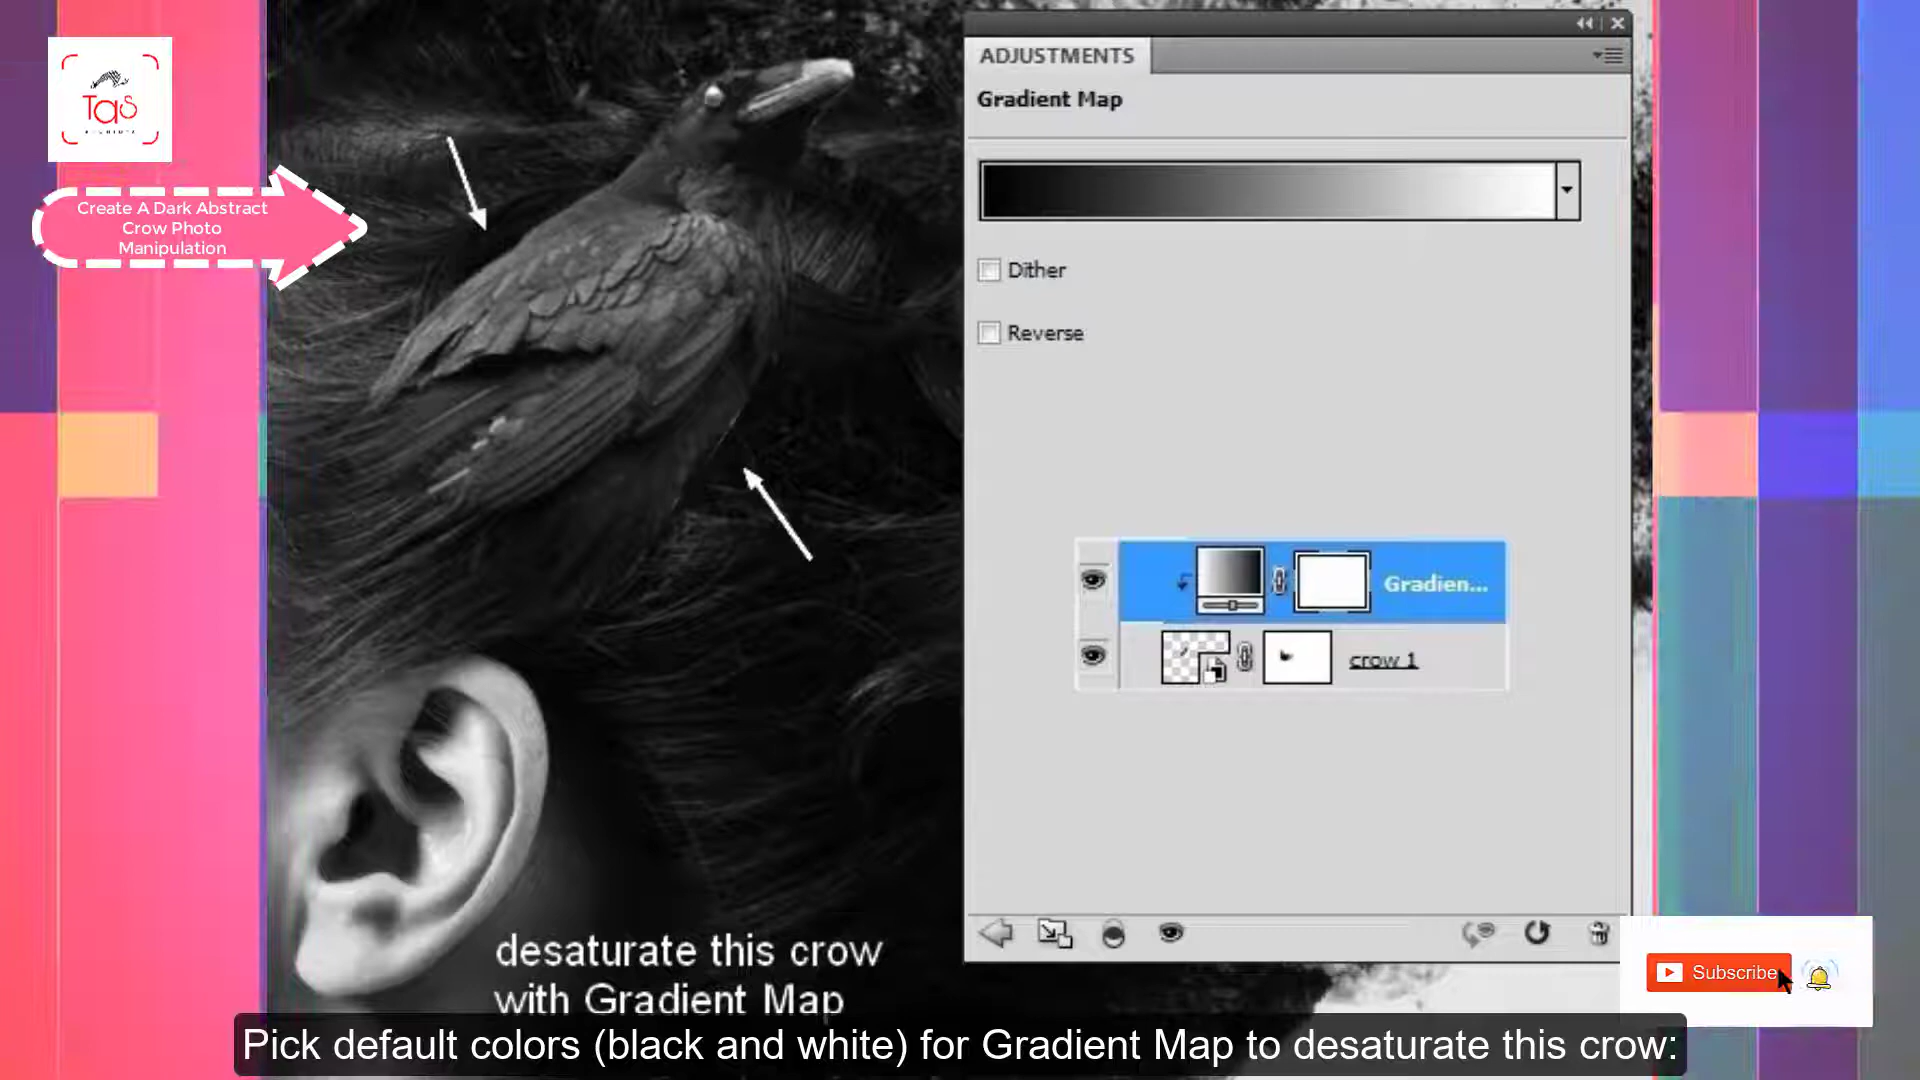 TaS
Create A Dark Abstract
Crow Photo
Manipulation
ADJUSTMENTS
Gradient Map
Dither
Reverse
Gradien...
crow 1
desaturate this crow
with Gradient Map
Subscribe
Pick default colors (black and white) for Gradient Map to desaturate this crow: